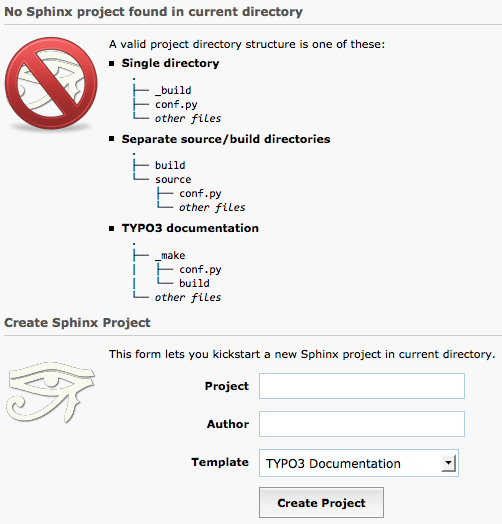 No Sphinx project found in current directory
A valid project directory structure is one of these:
Single directory
.
├── _build
├── conf.py
└── other files
Separate source/build directories
.
├── build
└── source
    ├── conf.py
    └── other files
TYPO3 documentation
.
├── _make
│   ├── conf.py
│   └── build
└── other files
Create Sphinx Project
This form lets you kickstart a new Sphinx project in current directory.
Project
Author
Template TYPO3 Documentation
Create Project